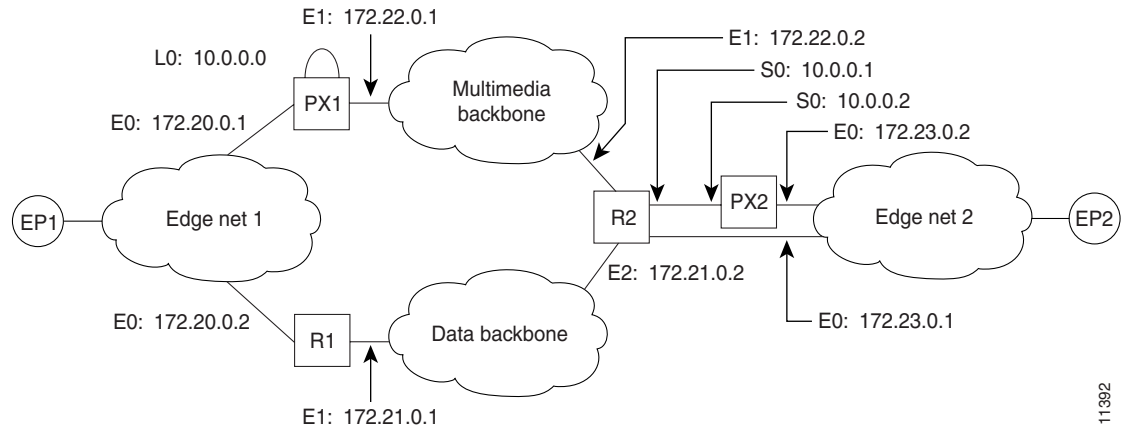 E1: 172.22.0.1
L0: 10.0.0.0
PX1
Multimedia
backbone
E1: 172.22.0.2
S0: 10.0.0.1
S0: 10.0.0.2
E0: 172.23.0.2
E0: 172.20.0.1
EP1
Edge net 1
R2
PX2
Edge net 2
EP2
E2: 172.21.0.2
E0: 172.20.0.2
R1
Data backbone
E0: 172.23.0.1
E1: 172.21.0.1
11392